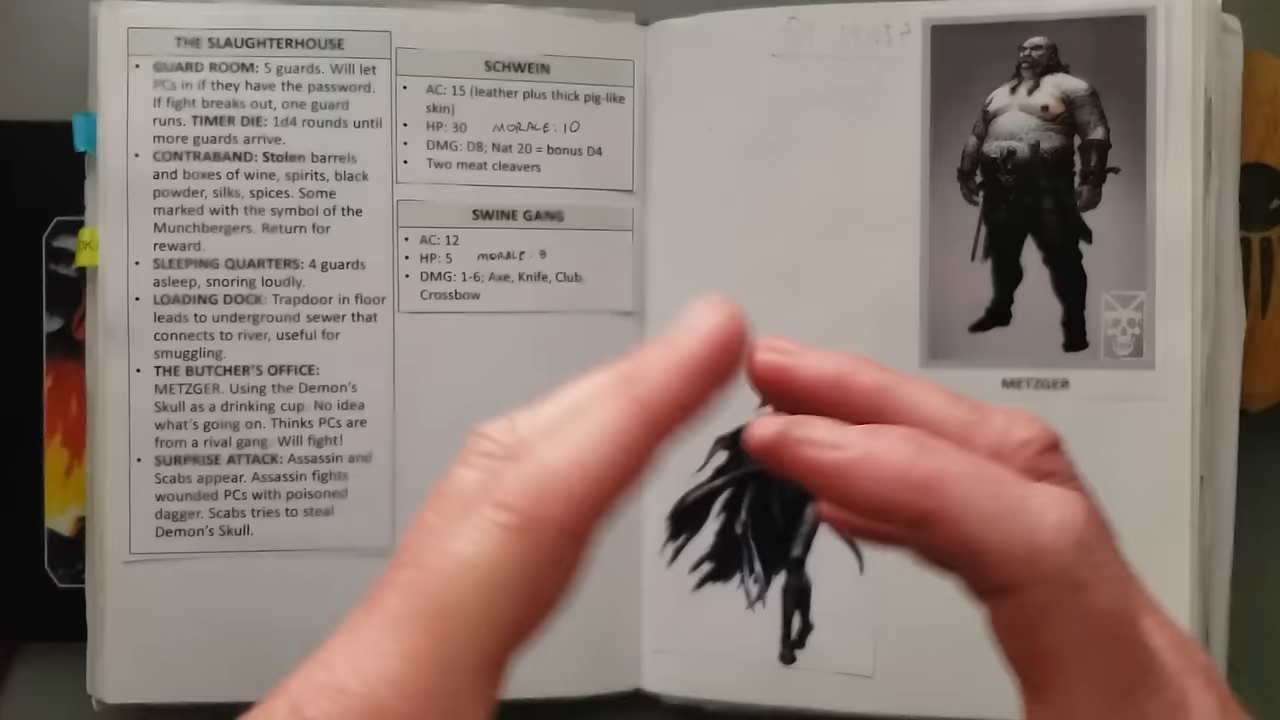 THE SLAUGHTERHOUSE
• GUARD ROOM: 5 guards. Will let
PCs in if they have the password.
If fight breaks out, one guard
runs. TIMER DIE: 1d4 rounds until
more guards arrive.
• CONTRABAND: Stolen barrels
and boxes of wine, spirits, black
powder, silks, spices. Some
marked with the symbol of the
Munchbergers. Return for
reward.
• SLEEPING QUARTERS: 4 guards
asleep, snoring loudly.
• LOADING DOCK: Trapdoor in floor
leads to underground sewer that
connects to river, useful for
smuggling.
• THE BUTCHER'S OFFICE:
METZGER. Using the Demon's
Skull as a drinking cup. No idea
what's going on. Thinks PCs are
from a rival gang. Will fight!
• SURPRISE ATTACK: Assassin and
Scabs appear. Assassin fights
wounded PCs with poisoned
dagger. Scabs tries to steal
Demon's Skull.
SCHWEIN
• AC: 15 (leather plus thick pig-like
skin)
• HP: 30 MORALE: 10
• DMG: D8; Nat 20 = bonus D4
• Two meat cleavers
SWINE GANG
• AC: 12
• HP: 5 MORALE: 8
• DMG: 1-6; Axe, Knife, Club
Crossbow
METZGER